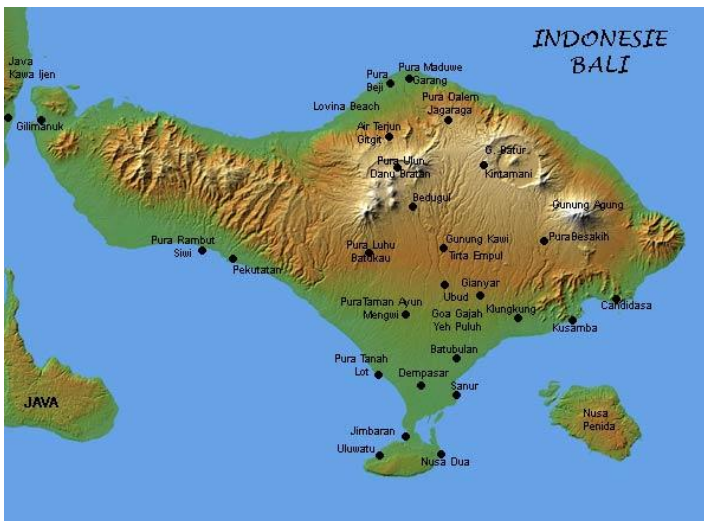 INDONESIE
BALI
Java
Kawa Ijen
Gilimanuk
Pura Maduwe
Garang
Pura
Beji
Lovina Beach
Pura Dalem
Jagaraga
Air Terjun
Gitgit
G. Batur
Kintamani
Pura Ulun
Danu Bratan
Bedugul
Gunung Agung
Pura Besakih
Pura Rambut
Siwi
Pekutatan
Pura Luhu
Batukau
Gunung Kawi
Tirta Empul
Gianyar
Ubud
Goa Gajah
Yeh Puluh
Klungkung
Candidasa
Kusamba
PuraTaman Ayun
Mengwi
Batubulan
Pura Tanah
Lot
Dempasar
Sanur
JAVA
Nusa
Penida
Jimbaran
Uluwatu
Nusa Dua